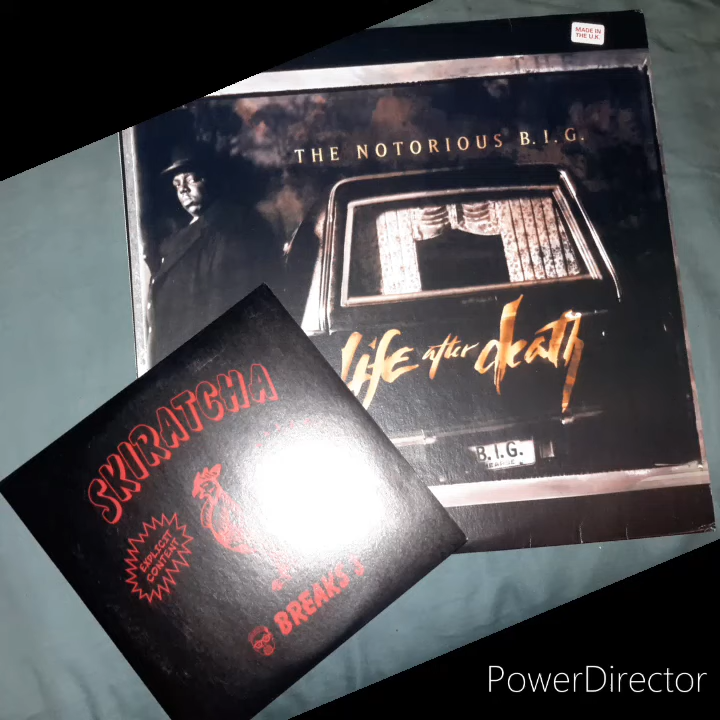 MADE IN
THE U.K.
THE NOTORIOUS B.I.G.
life after death
B.I.G.
SKIRATCHA
EXPLICIT
CONTENT
BREAKS
PowerDirector